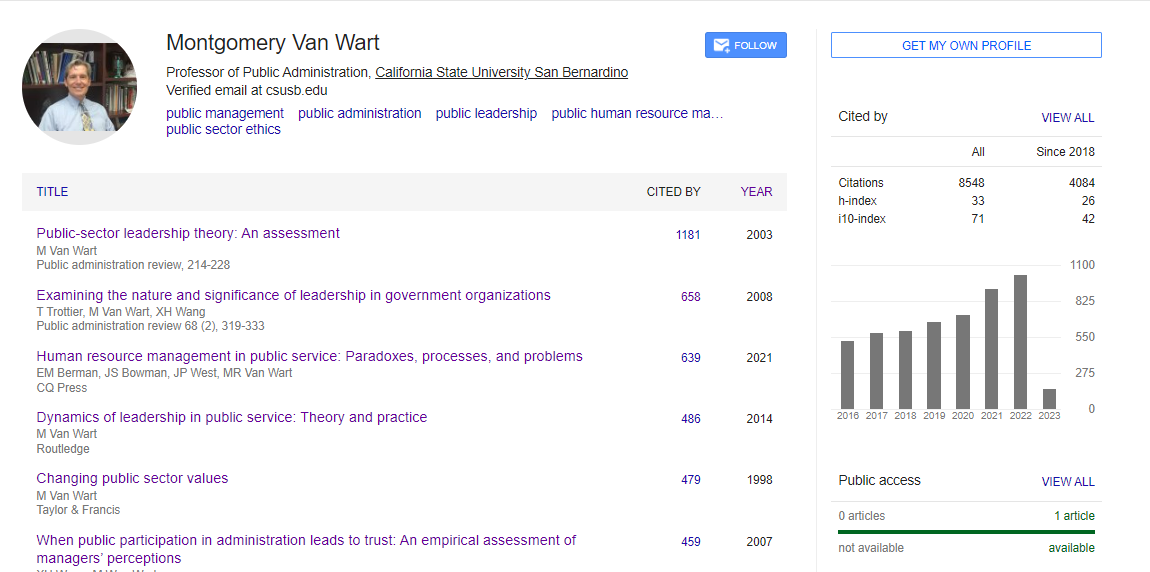 Montgomery Van Wart
FOLLOW
Professor of Public Administration, California State University San Bernardino
Verified email at csusb.edu
public management public administration public leadership public human resource ma…
public sector ethics
TITLE CITED BY YEAR
Public-sector leadership theory: An assessment 1181 2003
M Van Wart
Public administration review, 214-228
Examining the nature and significance of leadership in government organizations 658 2008
T Trottier, M Van Wart, XH Wang
Public administration review 68 (2), 319-333
Human resource management in public service: Paradoxes, processes, and problems 639 2021
EM Berman, JS Bowman, JP West, MR Van Wart
CQ Press
Dynamics of leadership in public service: Theory and practice 486 2014
M Van Wart
Routledge
Changing public sector values 479 1998
M Van Wart
Taylor & Francis
When public participation in administration leads to trust: An empirical assessment of 459 2007
managers’ perceptions
GET MY OWN PROFILE
Cited by VIEW ALL
All Since 2018
Citations 8548 4084
h-index 33 26
i10-index 71 42
1100
825
550
275
0
2016 2017 2018 2019 2020 2021 2022 2023
Public access VIEW ALL
0 articles 1 article
not available available